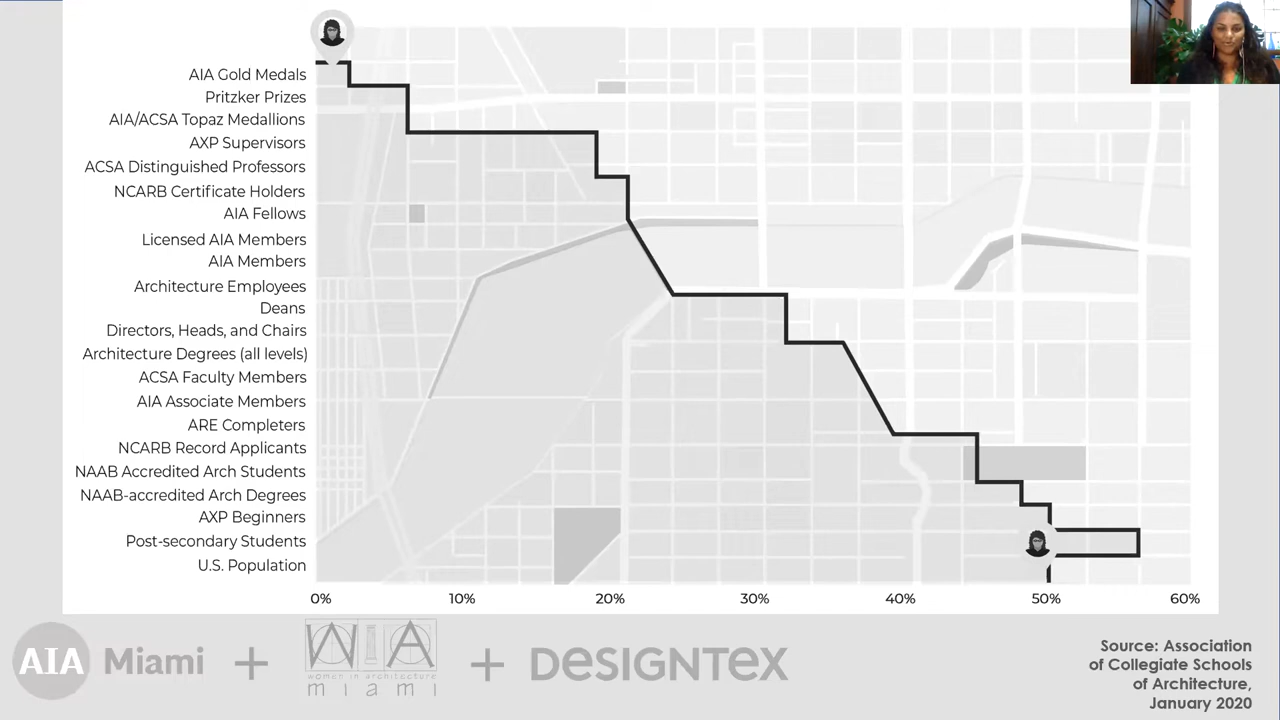 AIA Gold Medals
Pritzker Prizes
AIA/ACSA Topaz Medallions
AXP Supervisors
ACSA Distinguished Professors
NCARB Certificate Holders
AIA Fellows
Licensed AIA Members
AIA Members
Architecture Employees
Deans
Directors, Heads, and Chairs
Architecture Degrees (all levels)
ACSA Faculty Members
AIA Associate Members
ARE Completers
NCARB Record Applicants
NAAB Accredited Arch Students
NAAB-accredited Arch Degrees
AXP Beginners
Post-secondary Students
U.S. Population
0% 10% 20% 30% 40% 50% 60%
AIA Miami + WIA + DESIGNTEX
women in architecture
miami
Source: Association
of Collegiate Schools
of Architecture,
January 2020